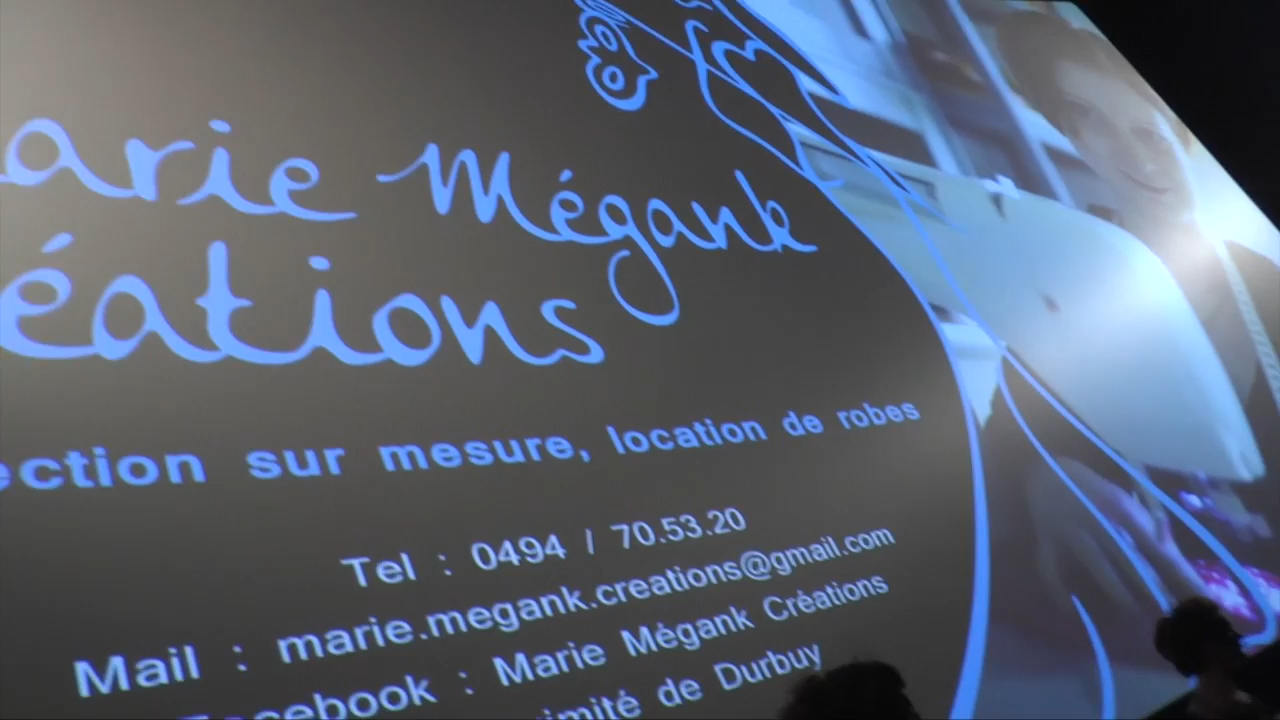 arie Mégank
éations
ection sur mesure, location de robes
Tel : 0494 / 70.53.20
Mail : marie.megank.creations@gmail.com
Facebook : Marie Mégank Créations
imité de Durbuy